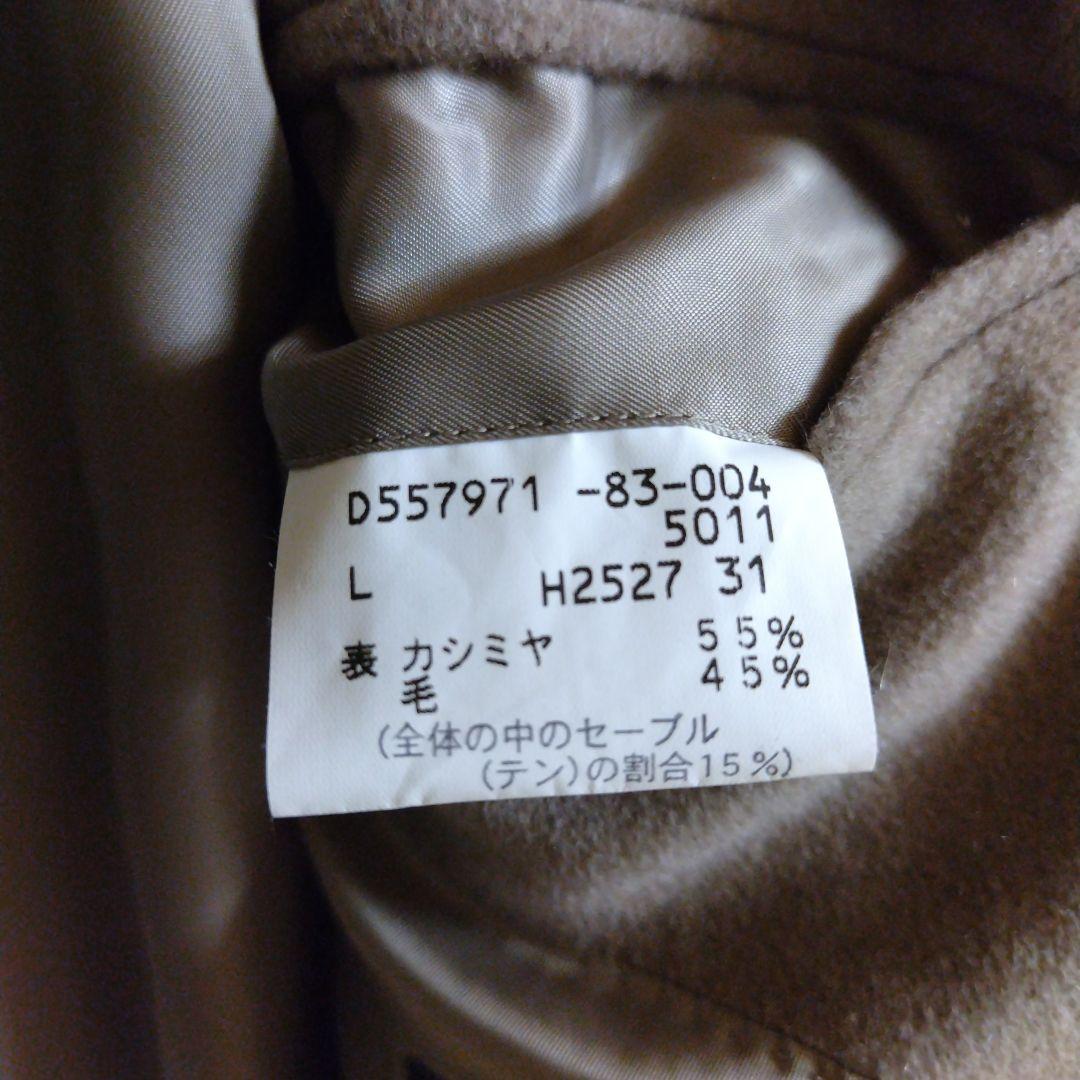 D557971 -83-004
5011
L H2527 31
表 カシミヤ 55%
毛 45%
(全体の中のセーブル
(テン)の割合15%)